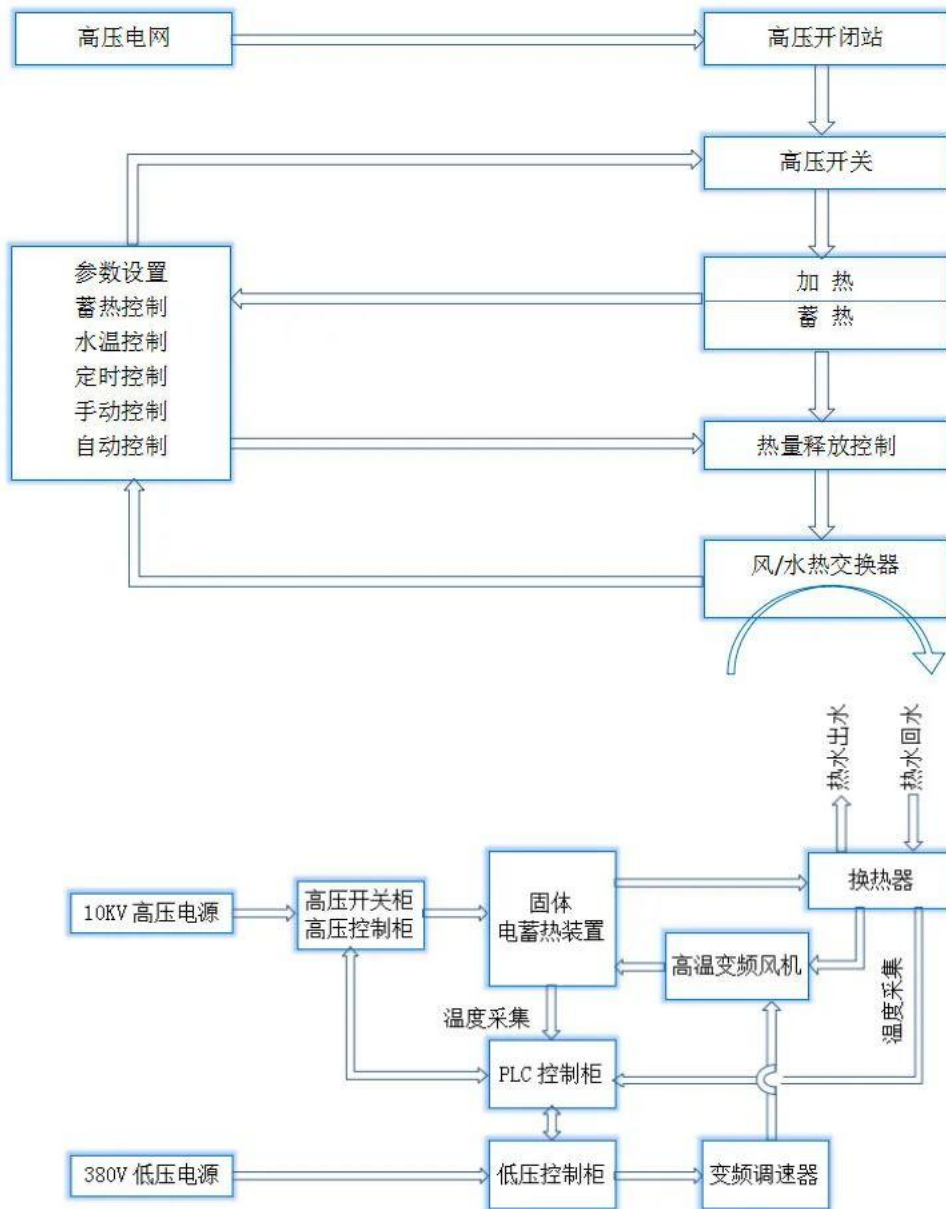 高压电网
高压开闭站
高压开关
参数设置
蓄热控制
水温控制
定时控制
手动控制
自动控制
加 热
蓄 热
热量释放控制
风/水热交换器
热水出水
热水回水
10KV 高压电源
高压开关柜
高压控制柜
固体
电蓄热装置
换热器
高温变频风机
温度采集
温度采集
PLC 控制柜
380V 低压电源
低压控制柜
变频调速器